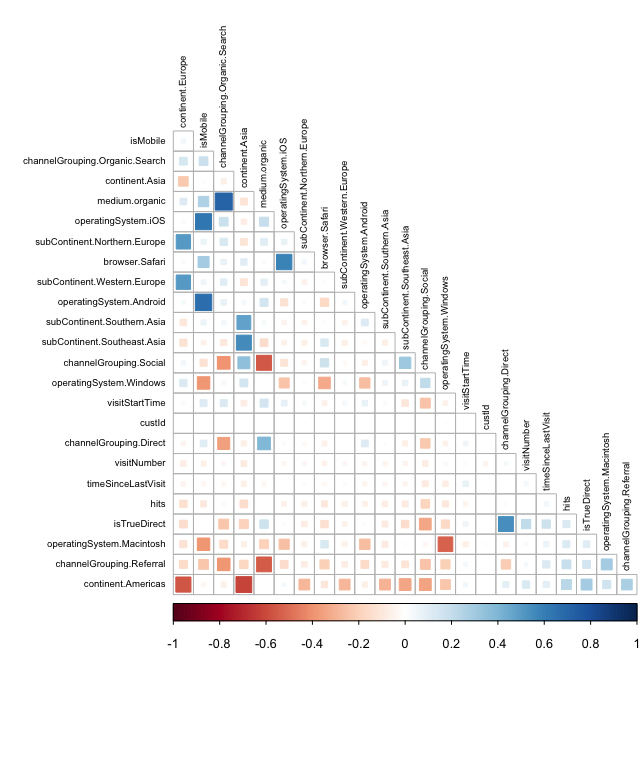 continent.Europe
isMobile
channelGrouping.Organic.Search
continent.Asia
medium.organic
operatingSystem.iOS
subContinent.Northern.Europe
browser.Safari
subContinent.Western.Europe
operatingSystem.Android
subContinent.Southern.Asia
subContinent.Southeast.Asia
channelGrouping.Social
operatingSystem.Windows
visitStartTime
custId
channelGrouping.Direct
visitNumber
timeSinceLastVisit
hits
isTrueDirect
operatingSystem.Macintosh
channelGrouping.Referral
isMobile
channelGrouping.Organic.Search
continent.Asia
medium.organic
operatingSystem.iOS
subContinent.Northern.Europe
browser.Safari
subContinent.Western.Europe
operatingSystem.Android
subContinent.Southern.Asia
subContinent.Southeast.Asia
channelGrouping.Social
operatingSystem.Windows
visitStartTime
custId
channelGrouping.Direct
visitNumber
timeSinceLastVisit
hits
isTrueDirect
operatingSystem.Macintosh
channelGrouping.Referral
continent.Americas
-1 -0.8 -0.6 -0.4 -0.2 0 0.2 0.4 0.6 0.8 1